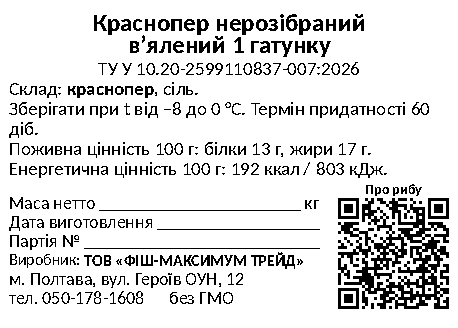 Краснопер нерозібраний
в’ялений 1 гатунку
ТУ У 10.20-2599110837-007:2026
Склад: краснопер, сіль.
Зберігати при t від –8 до 0 °С. Термін придатності 60
діб.
Поживна цінність 100 г: білки 13 г, жири 17 г.
Енергетична цінність 100 г: 192 ккал / 803 кДж.
Про рибу
Маса нетто ______________________ кг
Дата виготовлення __________________
Партія № __________________________
Виробник: ТОВ «ФІШ-МАКСИМУМ ТРЕЙД»
м. Полтава, вул. Героїв ОУН, 12
тел. 050-178-1608 без ГМО